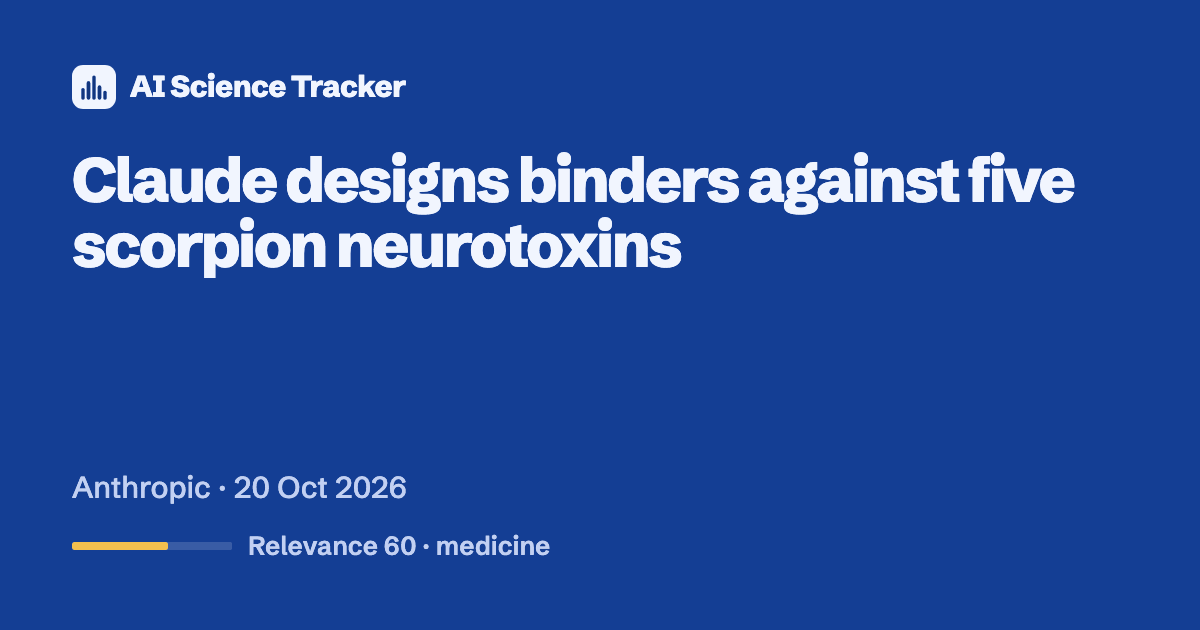 AI Science Tracker
Claude designs binders against five
scorpion neurotoxins
Anthropic · 20 Oct 2026
Relevance 60 · medicine